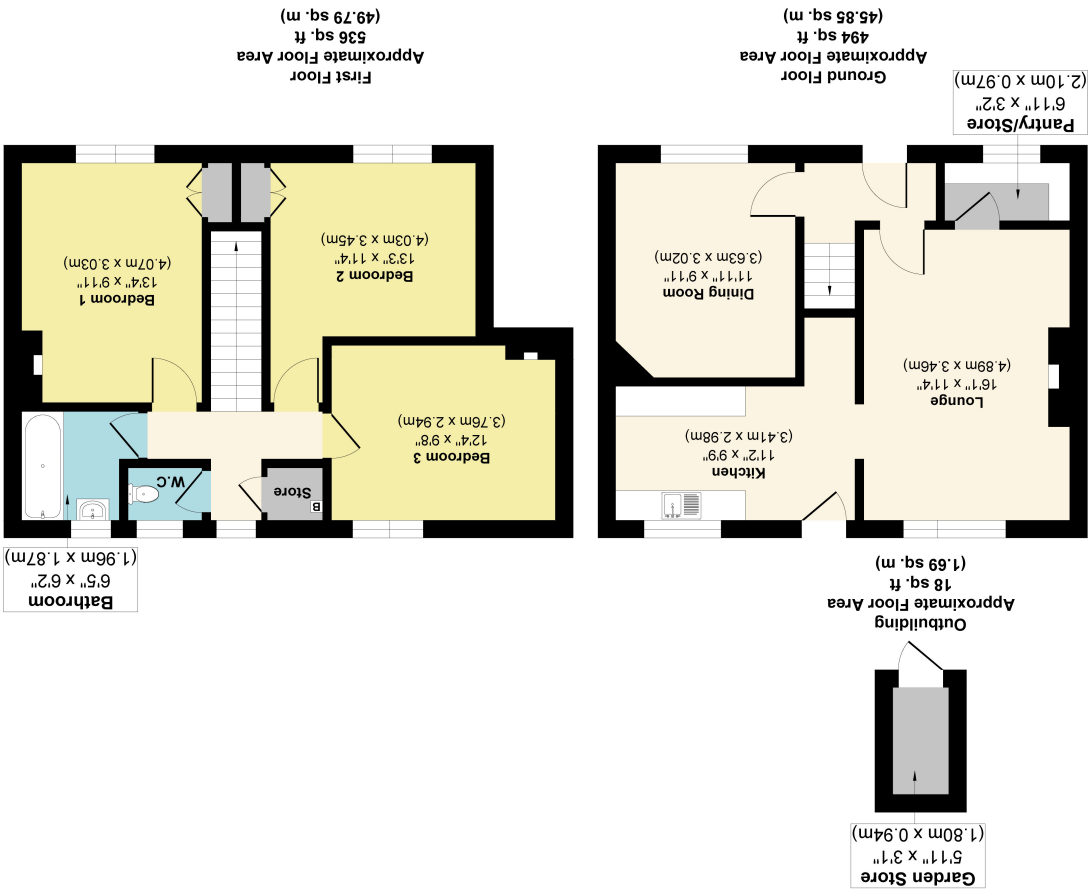 Garden Store
5'11" x 3'1"
(1.80m x 0.94m)
Outbuilding
Approximate Floor Area
18 sq. ft
(1.69 sq. m)
Kitchen
11'2" x 9'9"
(3.41m x 2.98m)
Lounge
16'1" x 11'4"
(4.89m x 3.46m)
Dining Room
11'11" x 9'11"
(3.63m x 3.02m)
Pantry/Store
6'11" x 3'2"
(2.10m x 0.97m)
Ground Floor
Approximate Floor Area
494 sq. ft
(45.85 sq. m)
Bathroom
6'5" x 6'2"
(1.96m x 1.87m)
B
Store
W.C
Bedroom 3
12'4" x 9'8"
(3.76m x 2.94m)
Bedroom 2
13'3" x 11'4"
(4.03m x 3.45m)
Bedroom 1
13'4" x 9'11"
(4.07m x 3.03m)
First Floor
Approximate Floor Area
536 sq. ft
(49.79 sq. m)